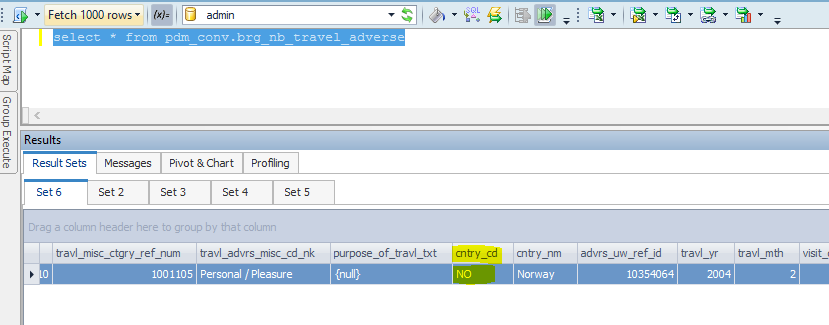 Fetch 1000 rows (x)= admin
select * from pdm_conv.brg_nb_travel_adverse
Script Map
Group Execute
Results
Result Sets Messages Pivot & Chart Profiling
Set 6 Set 2 Set 3 Set 4 Set 5
Drag a column header here to group by that column
travl_misc_ctgry_ref_num travl_advrs_misc_cd_nk purpose_of_travl_txt cntry_cd cntry_nm advrs_uw_ref_id travl_yr travl_mth
10 1001105 Personal / Pleasure {null} NO Norway 10354064 2004 2